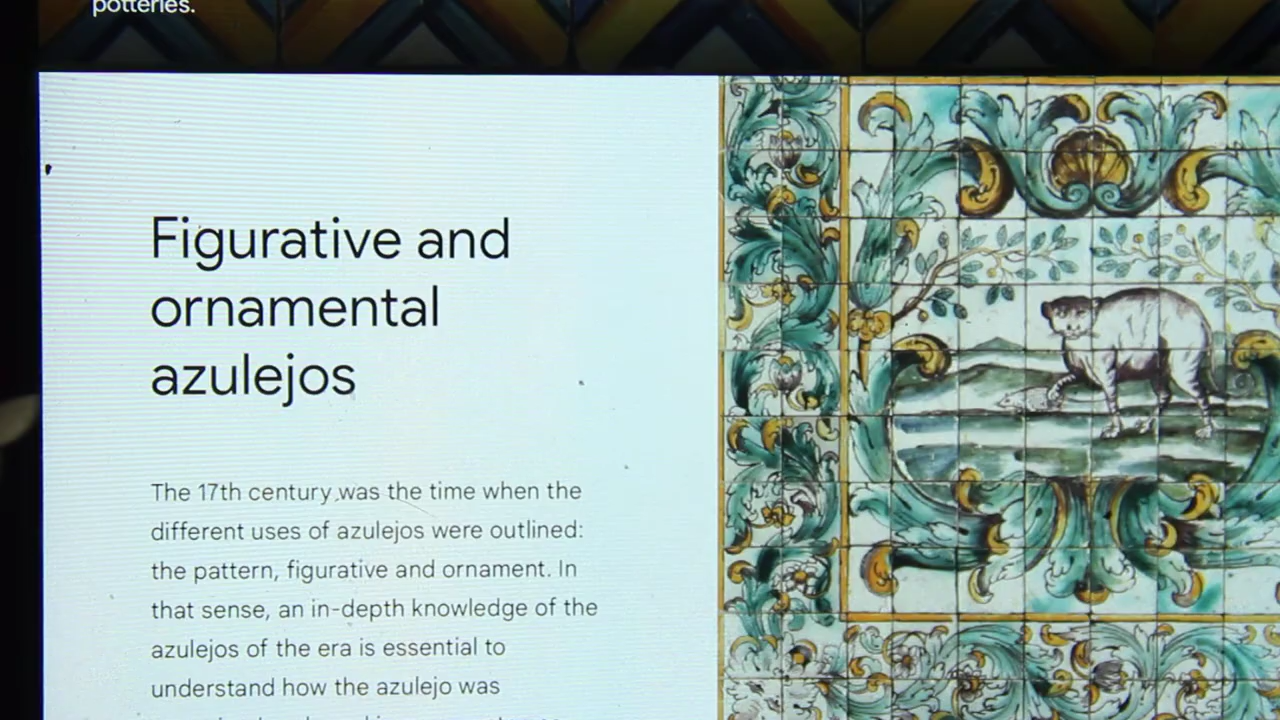 potteries.
Figurative and
ornamental
azulejos
The 17th century was the time when the
different uses of azulejos were outlined:
the pattern, figurative and ornament. In
that sense, an in-depth knowledge of the
azulejos of the era is essential to
understand how the azulejo was